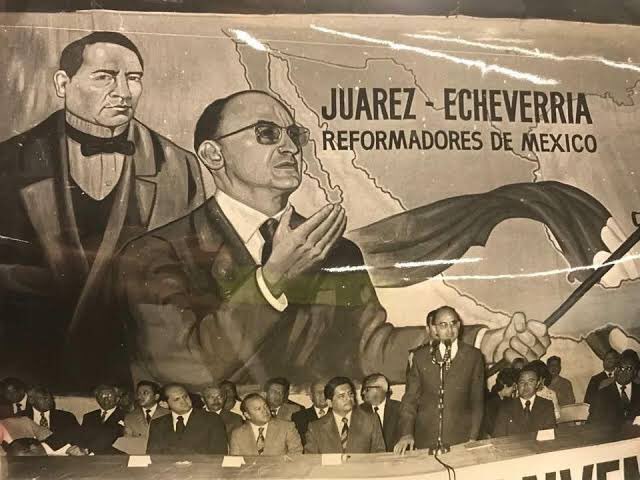 JUAREZ - ECHEVERRIA
REFORMADORES DE MEXICO